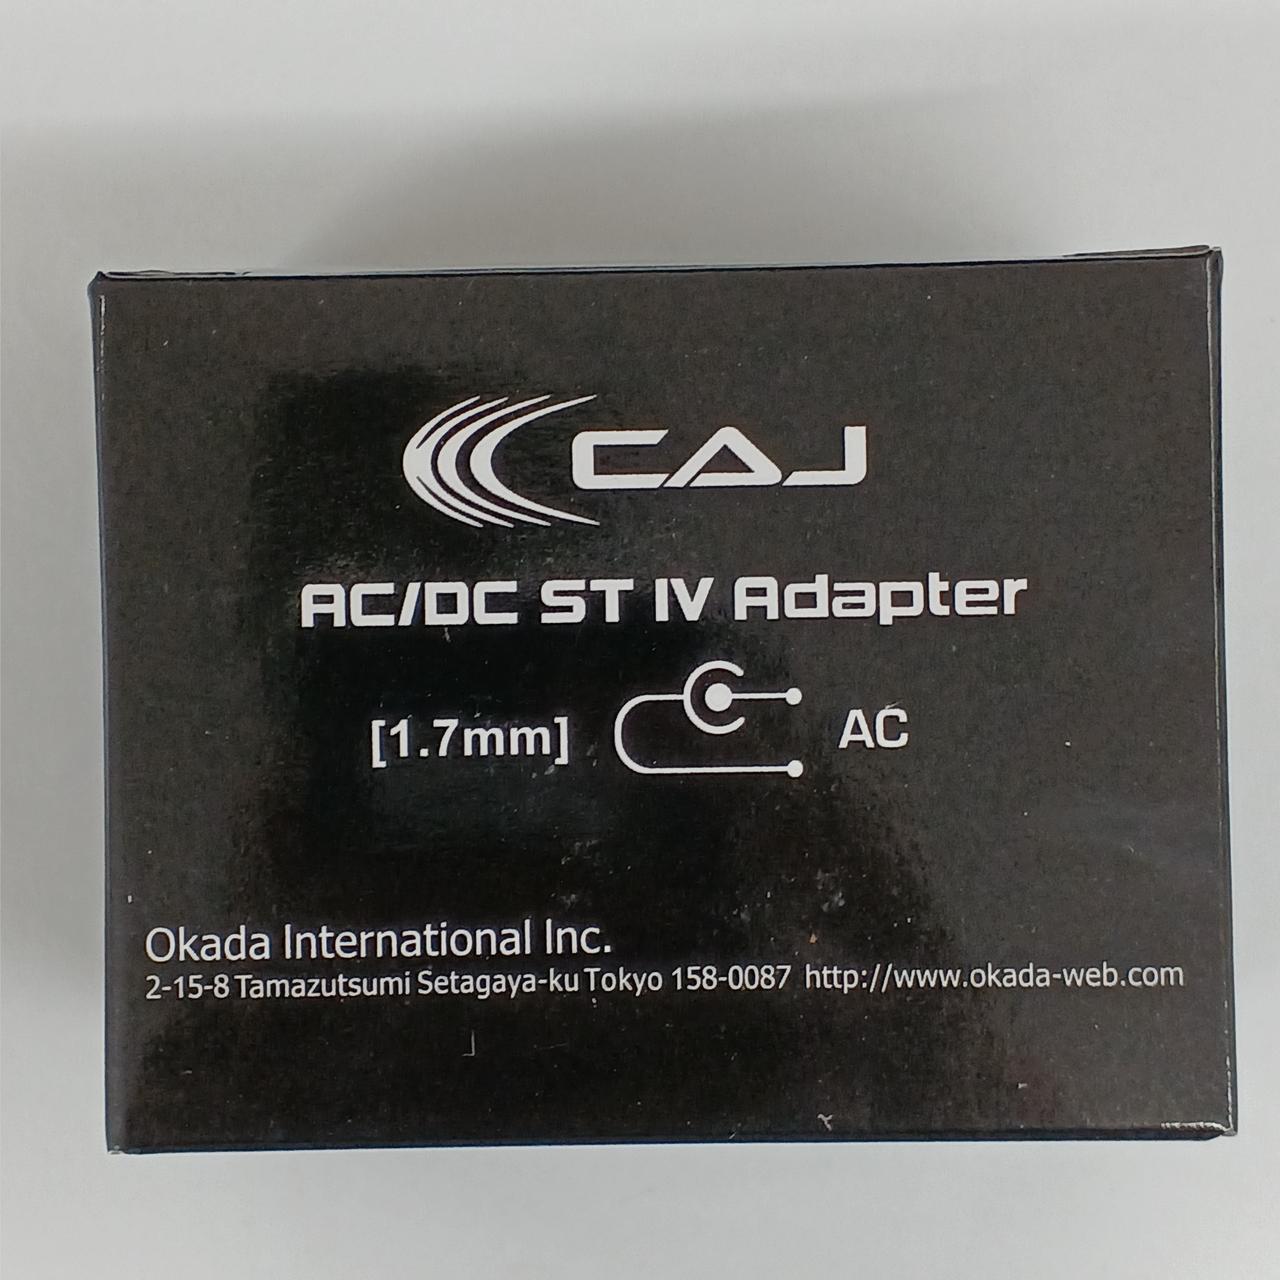 CAJ
AC/DC ST IV Adapter
[1.7mm] AC
Okada International Inc.
2-15-8 Tamazutsumi Setagaya-ku Tokyo 158-0087 http://www.okada-web.com